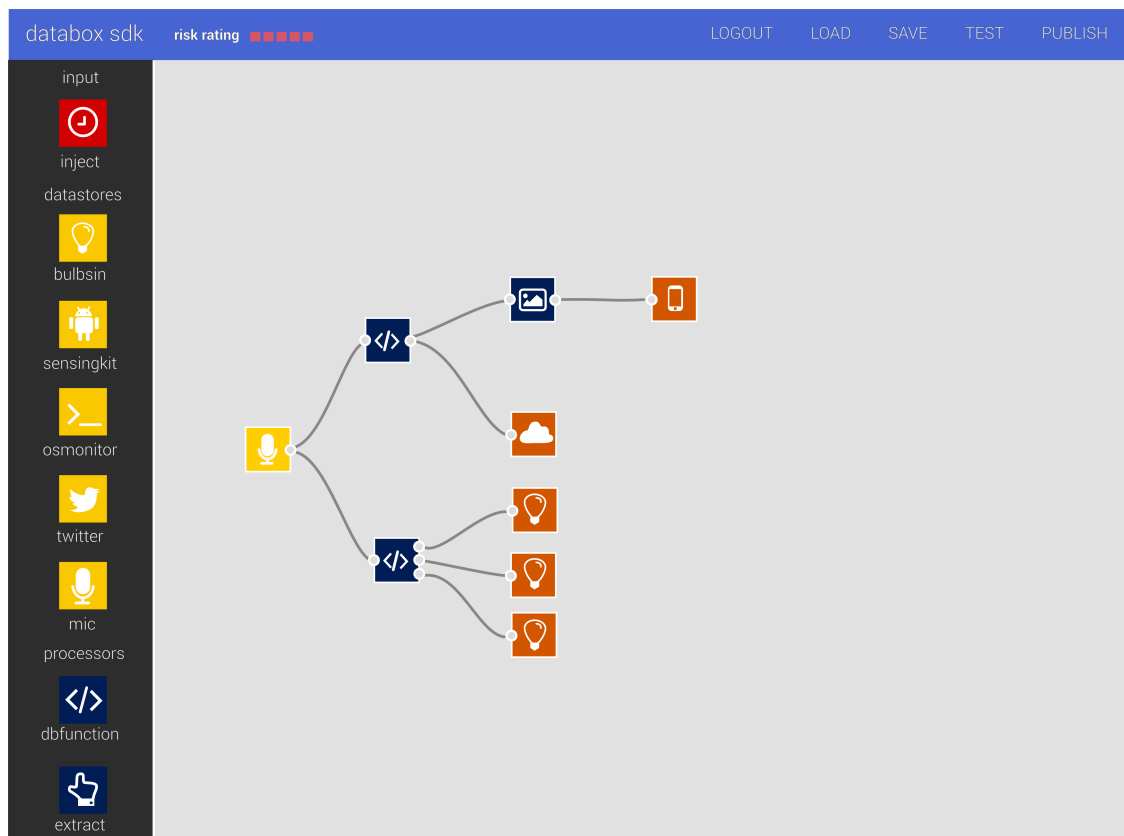 databox sdk risk rating LOGOUT LOAD SAVE TEST PUBLISH
input
inject
datastores
bulbsin
sensingkit
osmonitor
twitter
mic
processors
dbfunction
extract